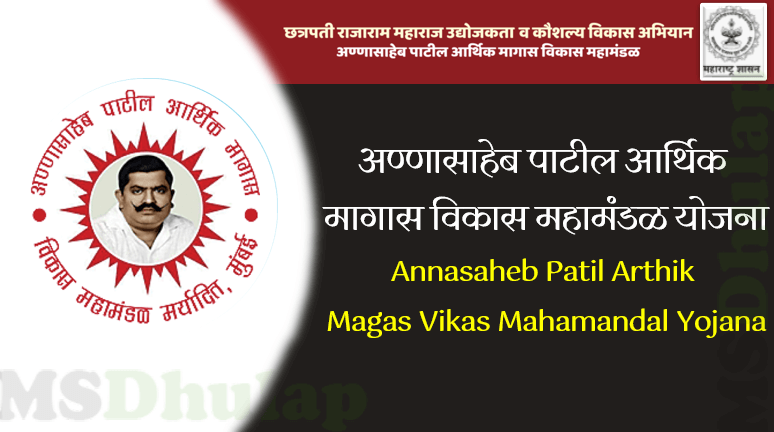 छत्रपती राजाराम महाराज उद्योजकता व कौशल्य विकास अभियान
अण्णासाहेब पाटील आर्थिक मागास विकास महामंडळ
महाराष्ट्र शासन
अण्णासाहेब पाटील आर्थिक मागास
विकास महामंडळ मर्यादित, मुंबई
अण्णासाहेब पाटील आर्थिक
मागास विकास महामंडळ योजना
Annasaheb Patil Arthik
Magas Vikas Mahamandal Yojana
MSDhulap
MSDhulap